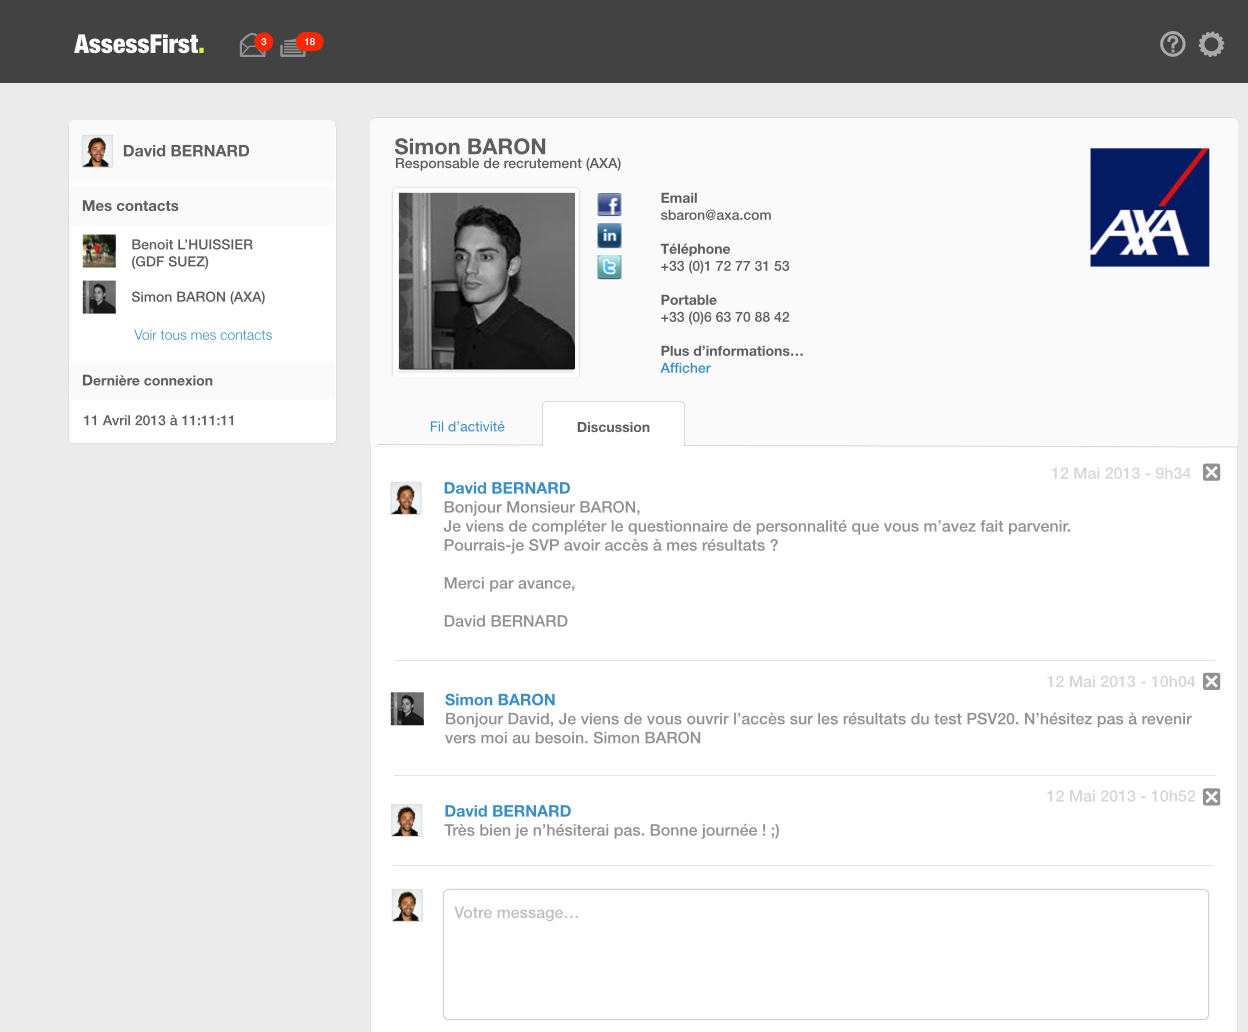 AssessFirst.
3
18
David BERNARD
Mes contacts
Benoit L'HUISSIER
(GDF SUEZ)
Simon BARON (AXA)
Voir tous mes contacts
Dernière connexion
11 Avril 2013 à 11:11:11
Simon BARON
Responsable de recrutement (AXA)
Email
sbaron@axa.com
Téléphone
+33 (0)1 72 77 31 53
Portable
+33 (0)6 63 70 88 42
Plus d'informations...
Afficher
AXA
Fil d'activité
Discussion
12 Mai 2013 - 9h34
David BERNARD
Bonjour Monsieur BARON,
Je viens de compléter le questionnaire de personnalité que vous m'avez fait parvenir.
Pourrais-je SVP avoir accès à mes résultats ?
Merci par avance,
David BERNARD
12 Mai 2013 - 10h04
Simon BARON
Bonjour David, Je viens de vous ouvrir l'accès sur les résultats du test PSV20. N'hésitez pas à revenir
vers moi au besoin. Simon BARON
12 Mai 2013 - 10h52
David BERNARD
Très bien je n'hésiterai pas. Bonne journée ! ;)
Votre message...